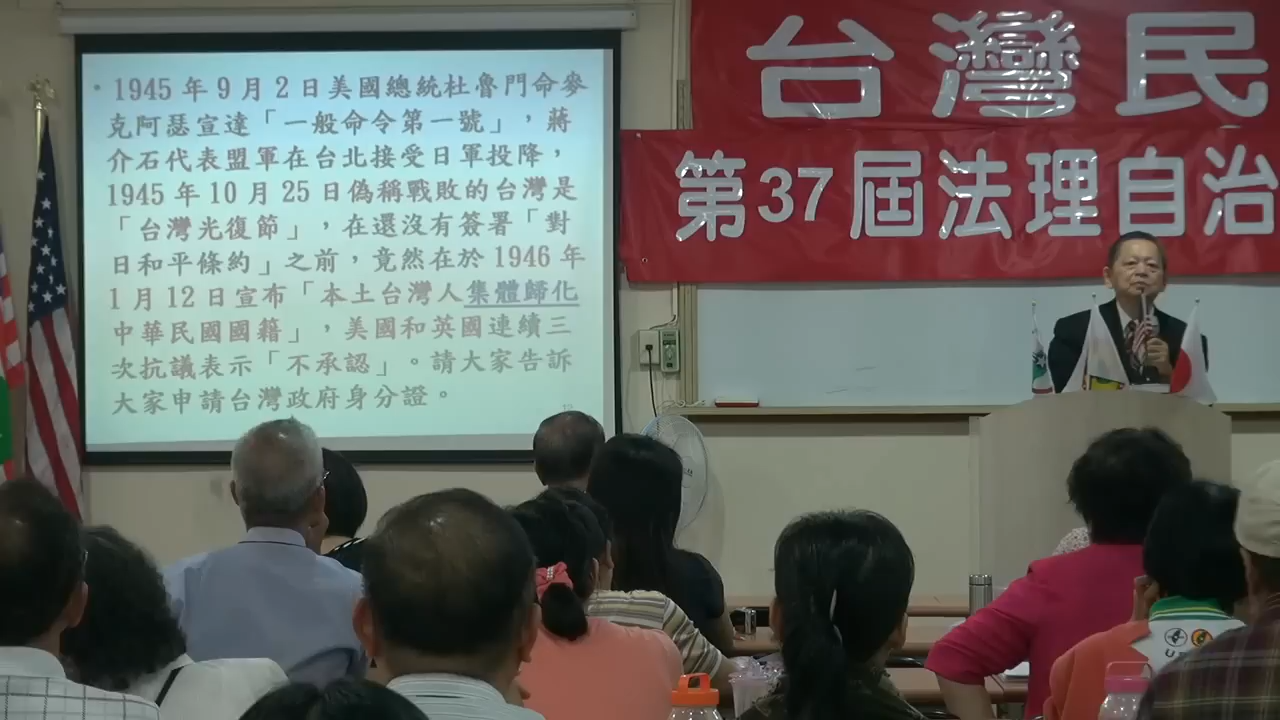 • 1945 年 9 月 2 日美國總統杜魯門命麥
克阿瑟宣達「一般命令第一號」，蔣
介石代表盟軍在台北接受日軍投降，
1945 年 10 月 25 日偽稱戰敗的台灣是
「台灣光復節」，在還沒有簽署「對
日和平條約」之前，竟然在於 1946 年
1 月 12 日宣布「本土台灣人集體歸化
中華民國國籍」，美國和英國連續三
次抗議表示「不承認」。請大家告訴
大家申請台灣政府身分證。
台灣民
第37屆法理自治